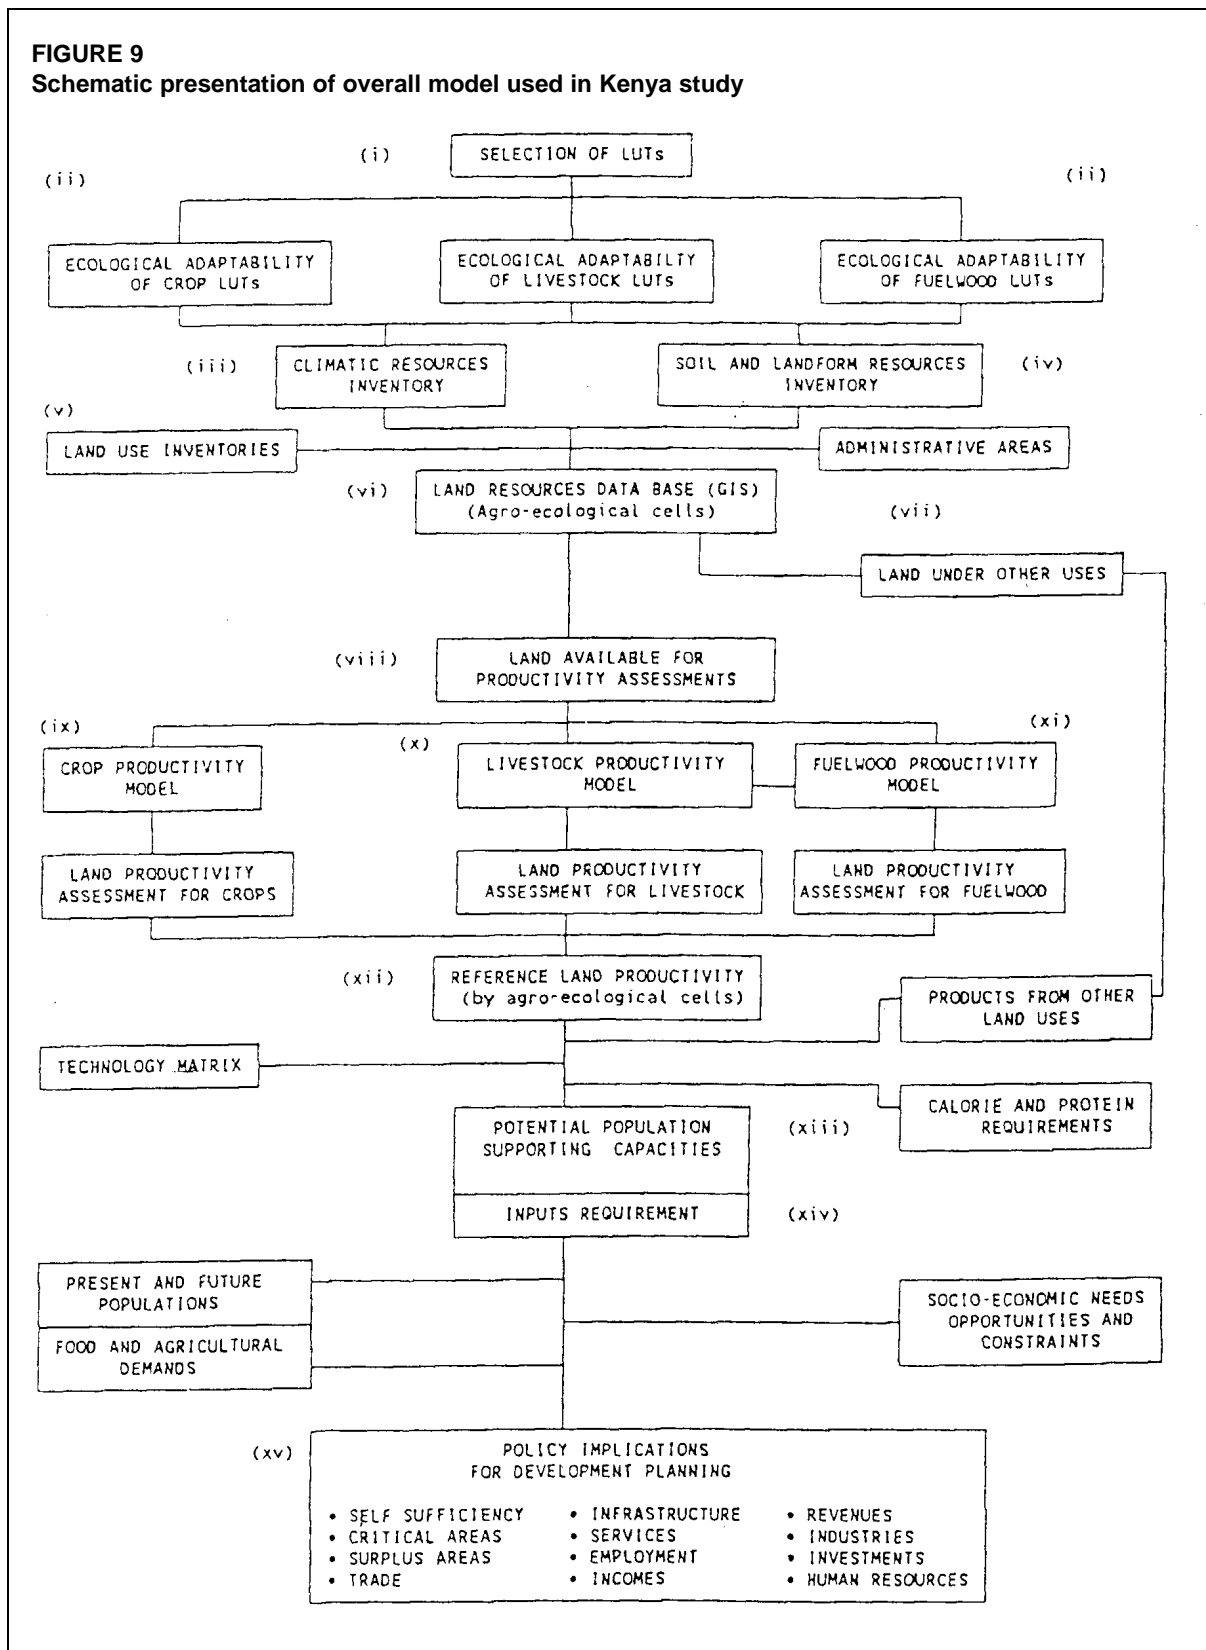 FIGURE 9
Schematic presentation of overall model used in Kenya study
(i)
SELECTION OF LUTs
(ii)
(ii)
ECOLOGICAL ADAPTABILITY
OF CROP LUTs
ECOLOGICAL ADAPTABILTY
OF LIVESTOCK LUTs
ECOLOGICAL ADAPTABILITY
OF FUELWOOD LUTs
(iii)
CLIMATIC RESOURCES
INVENTORY
SOIL AND LANDFORM RESOURCES
INVENTORY
(iv)
(v)
LAND USE INVENTORIES
ADMINISTRATIVE AREAS
(vi)
LAND RESOURCES DATA BASE (GIS)
(Agro-ecological cells)
(vii)
LAND UNDER OTHER USES
(viii)
LAND AVAILABLE FOR
PRODUCTIVITY ASSESSMENTS
(ix)
(x)
(xi)
CROP PRODUCTIVITY
MODEL
LIVESTOCK PRODUCTIVITY
MODEL
FUELWOOD PRODUCTIVITY
MODEL
LAND PRODUCTIVITY
ASSESSMENT FOR CROPS
LAND PRODUCTIVITY
ASSESSMENT FOR LIVESTOCK
LAND PRODUCTIVITY
ASSESSMENT FOR FUELWOOD
(xii)
REFERENCE LAND PRODUCTIVITY
(by agro-ecological cells)
PRODUCTS FROM OTHER
LAND USES
TECHNOLOGY MATRIX
CALORIE AND PROTEIN
REQUIREMENTS
POTENTIAL POPULATION
SUPPORTING CAPACITIES
(xiii)
INPUTS REQUIREMENT
(xiv)
PRESENT AND FUTURE
POPULATIONS
FOOD AND AGRICULTURAL
DEMANDS
SOCIO-ECONOMIC NEEDS
OPPORTUNITIES AND
CONSTRAINTS
(xv)
POLICY IMPLICATIONS
FOR DEVELOPMENT PLANNING
• SELF SUFFICIENCY
• CRITICAL AREAS
• SURPLUS AREAS
• TRADE
• INFRASTRUCTURE
• SERVICES
• EMPLOYMENT
• INCOMES
• REVENUES
• INDUSTRIES
• INVESTMENTS
• HUMAN RESOURCES